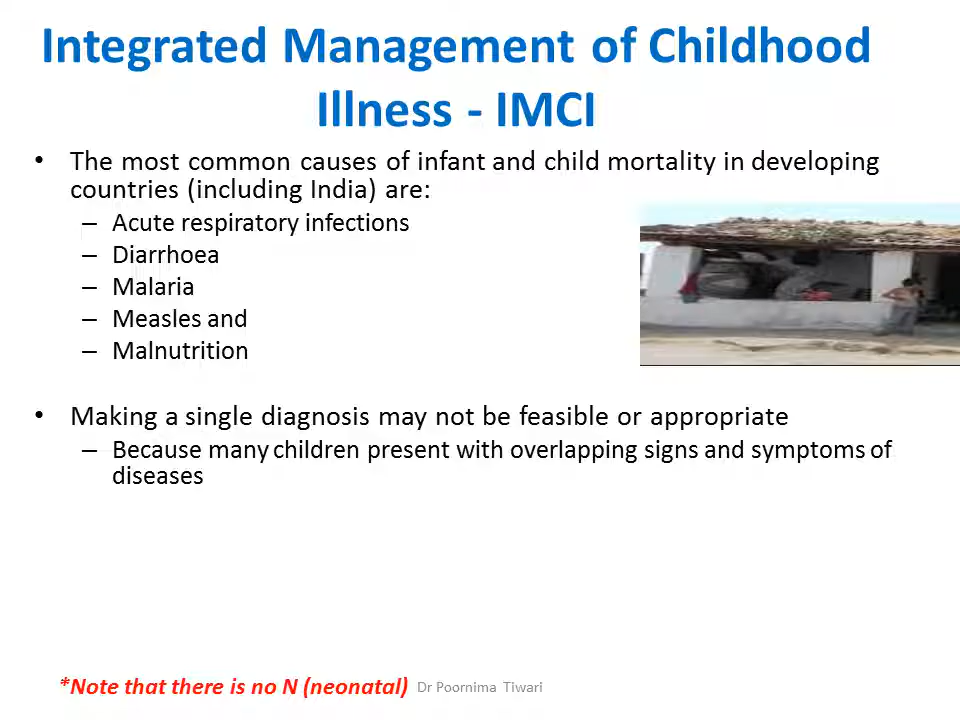 Integrated Management of Childhood
Illness - IMCI
• The most common causes of infant and child mortality in developing
countries (including India) are:
– Acute respiratory infections
– Diarrhoea
– Malaria
– Measles and
– Malnutrition
• Making a single diagnosis may not be feasible or appropriate
– Because many children present with overlapping signs and symptoms of
diseases
*Note that there is no N (neonatal) Dr Poornima Tiwari